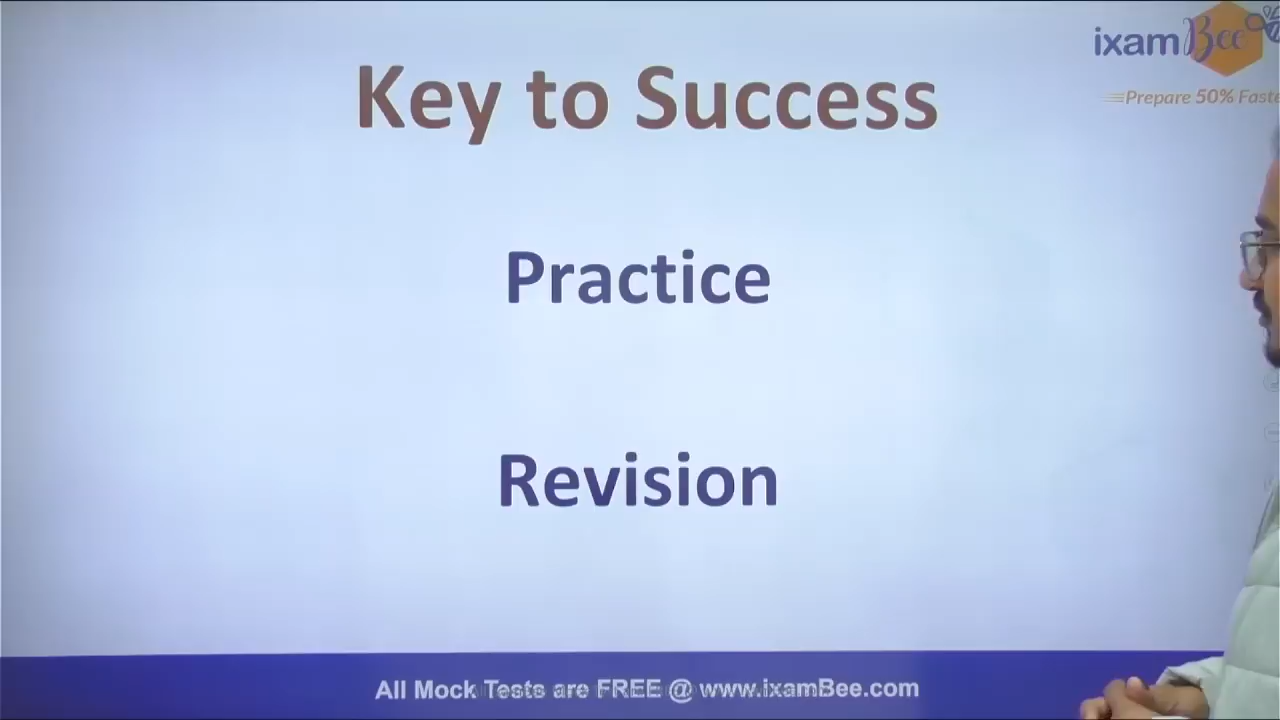 ixamBee
Prepare 50% Faste
Key to Success
Practice
Revision
All Mock Tests are FREE @ www.ixamBee.com